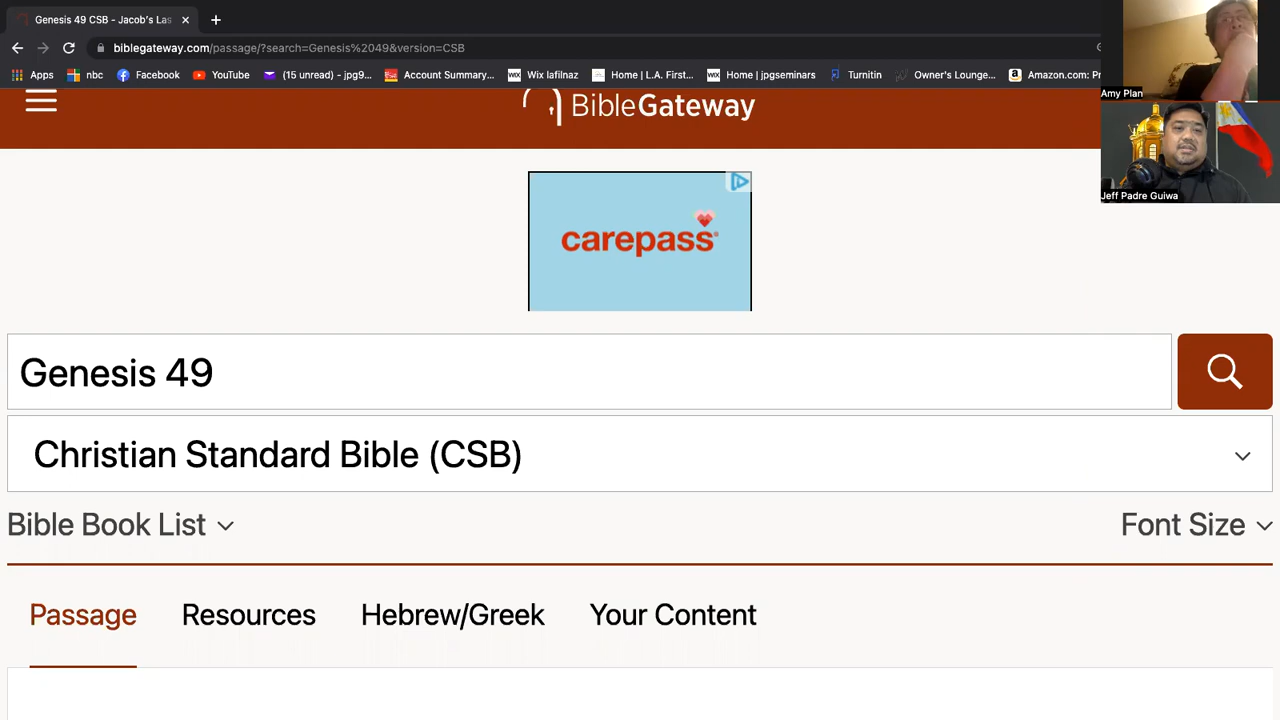 Genesis 49 CSB - Jacob's Las
biblegateway.com/passage/?search=Genesis%2049&version=CSB
Apps
nbc
Facebook
YouTube
(15 unread) - jpg9...
Account Summary...
WIX Wix lafilnaz
Home | L.A. First...
WIX Home | jpgseminars
Turnitin
Owner's Lounge...
Amazon.com: Pr
Amy Plan
Jeff Padre Guiwa
BibleGateway
carepass
Genesis 49
Christian Standard Bible (CSB)
Bible Book List
Font Size
Passage
Resources
Hebrew/Greek
Your Content